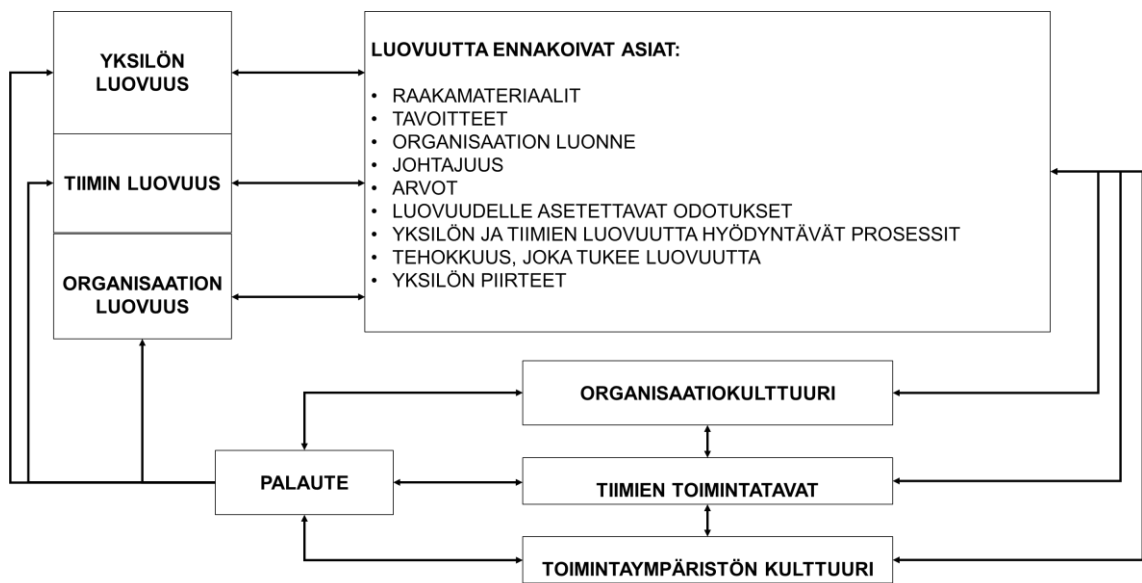 YKSILÖN
LUOVUUS
TIIMIN LUOVUUS
ORGANISAATION
LUOVUUS
LUOVUUTTA ENNAKOIVAT ASIAT:
• RAAKAMATERIAALIT
• TAVOITTEET
• ORGANISAATION LUONNE
• JOHTAJUUS
• ARVOT
• LUOVUUDELLE ASETETTAVAT ODOTUKSET
• YKSILÖN JA TIIMIEN LUOVUUTTA HYÖDYNTÄVÄT PROSESSIT
• TEHOKKUUS, JOKA TUKEE LUOVUUTTA
• YKSILÖN PIIRTEET
ORGANISAATIOKULTTUURI
PALAUTE
TIIMIEN TOIMINTATAVAT
TOIMINTAYMPÄRISTÖN KULTTUURI